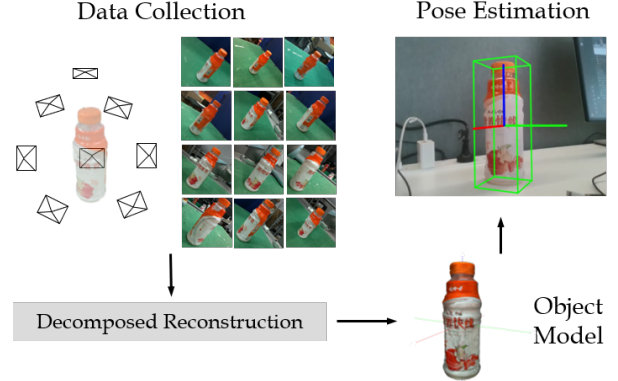 Data Collection
Pose Estimation
Decomposed Reconstruction
Object
Model